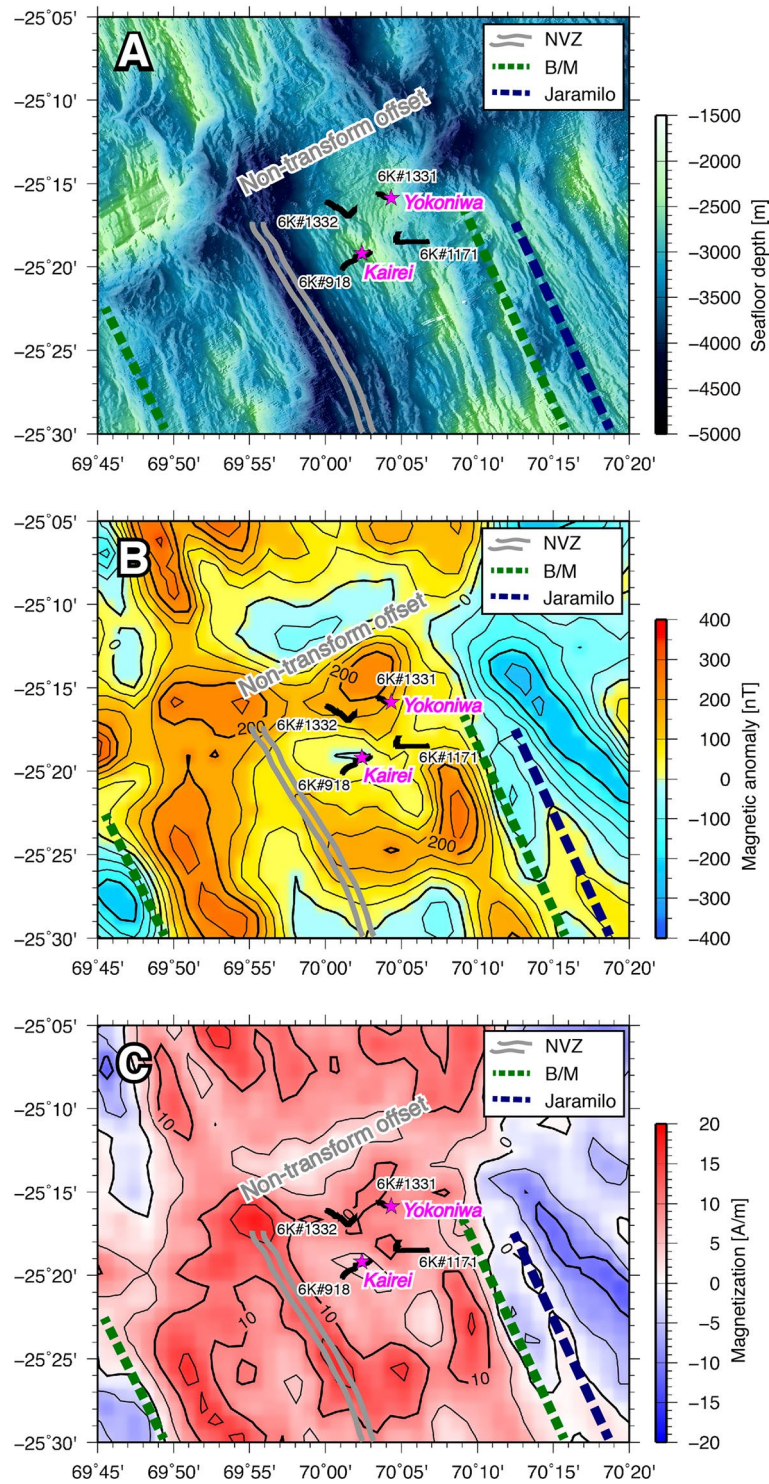 −25°05'
A
NVZ
B/M
Jaramilo
−25°10'
Non-transform offset
−1500
−2000
−25°15'
6K#1331
−2500
Yokoniwa
6K#1332
−3000
6K#1171
−25°20'
Kairei
−3500
6K#918
−4000
−25°25'
−4500
−25°30'
−5000
Seafloor depth [m]
69°45' 69°50' 69°55' 70°00' 70°05' 70°10' 70°15' 70°20'
−25°05'
B
NVZ
B/M
Jaramilo
−25°10'
0
0
Non-transform offset
400
300
200
−25°15'
6K#1331
200
Yokoniwa
6K#1332
100
200
6K#1171
−25°20'
Kairei
0
6K#918
−100
200
−25°25'
−200
−300
−25°30'
−400
Magnetic anomaly [nT]
69°45' 69°50' 69°55' 70°00' 70°05' 70°10' 70°15' 70°20'
−25°05'
C
NVZ
B/M
Jaramilo
−25°10'
10
0
Non-transform offset
20
15
−25°15'
6K#1331
10
Yokoniwa
6K#1332
5
0
6K#1171
−25°20'
Kairei
0
6K#918
10
10
−5
−25°25'
10
−10
−15
−25°30'
−20
Magnetization [A/m]
69°45' 69°50' 69°55' 70°00' 70°05' 70°10' 70°15' 70°20'